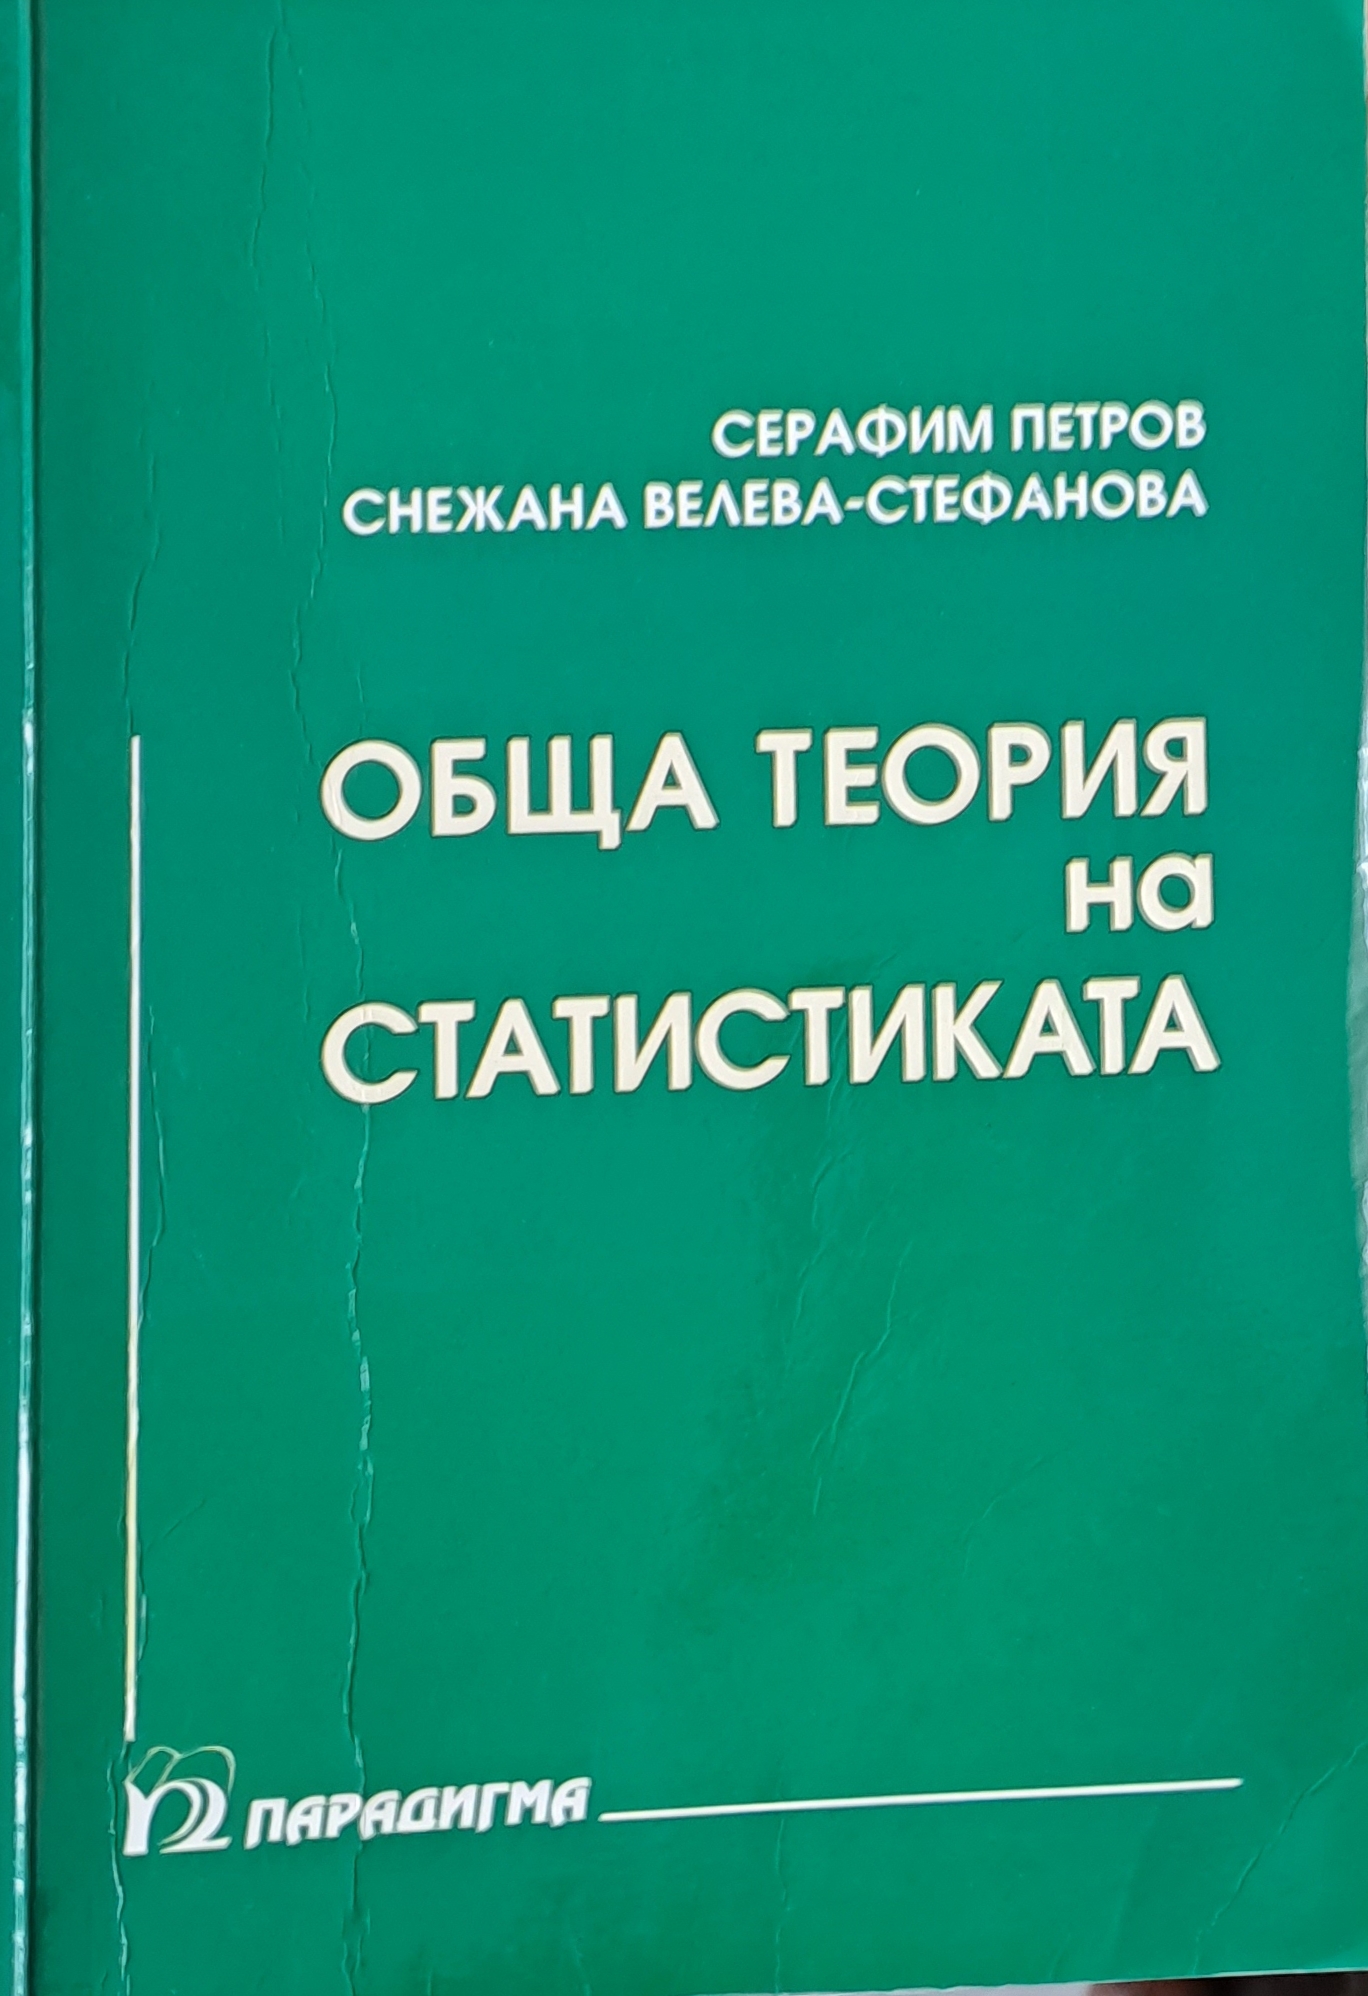 СЕРАФИМ ПЕТРОВ
СНЕЖАНА ВЕЛЕВА-СТЕФАНОВА
ОБЩА ТЕОРИЯ
на
СТАТИСТИКАТА
ПАРАДИГМА